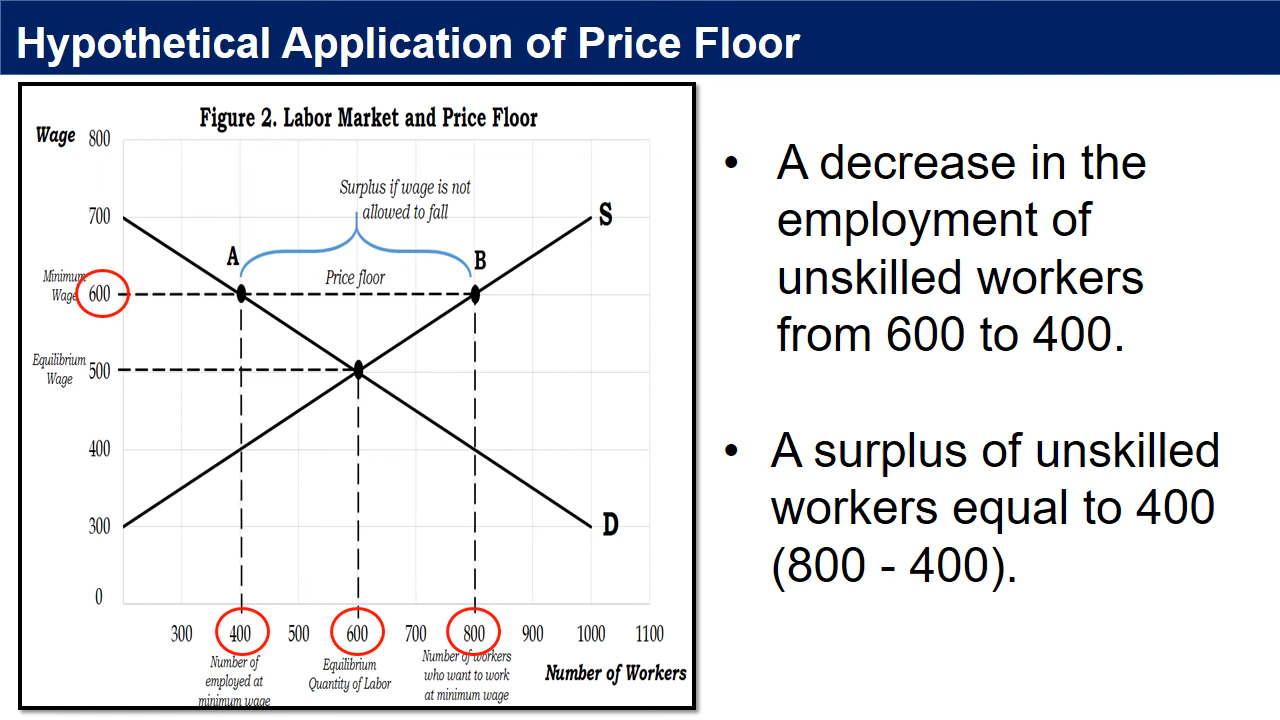 Hypothetical Application of Price Floor
Figure 2. Labor Market and Price Floor
Wage
800
Surplus if wage is not
allowed to fall
700
S
A
B
Minimum
Wage
600
Price floor
Equilibrium
Wage
500
400
300
D
0
300 400 500 600 700 800 900 1000 1100
Number of
employed at
minimum wage
Equilibrium
Quantity of Labor
Number of workers
who want to work
at minimum wage
Number of Workers
• A decrease in the
employment of
unskilled workers
from 600 to 400.
• A surplus of unskilled
workers equal to 400
(800 - 400).